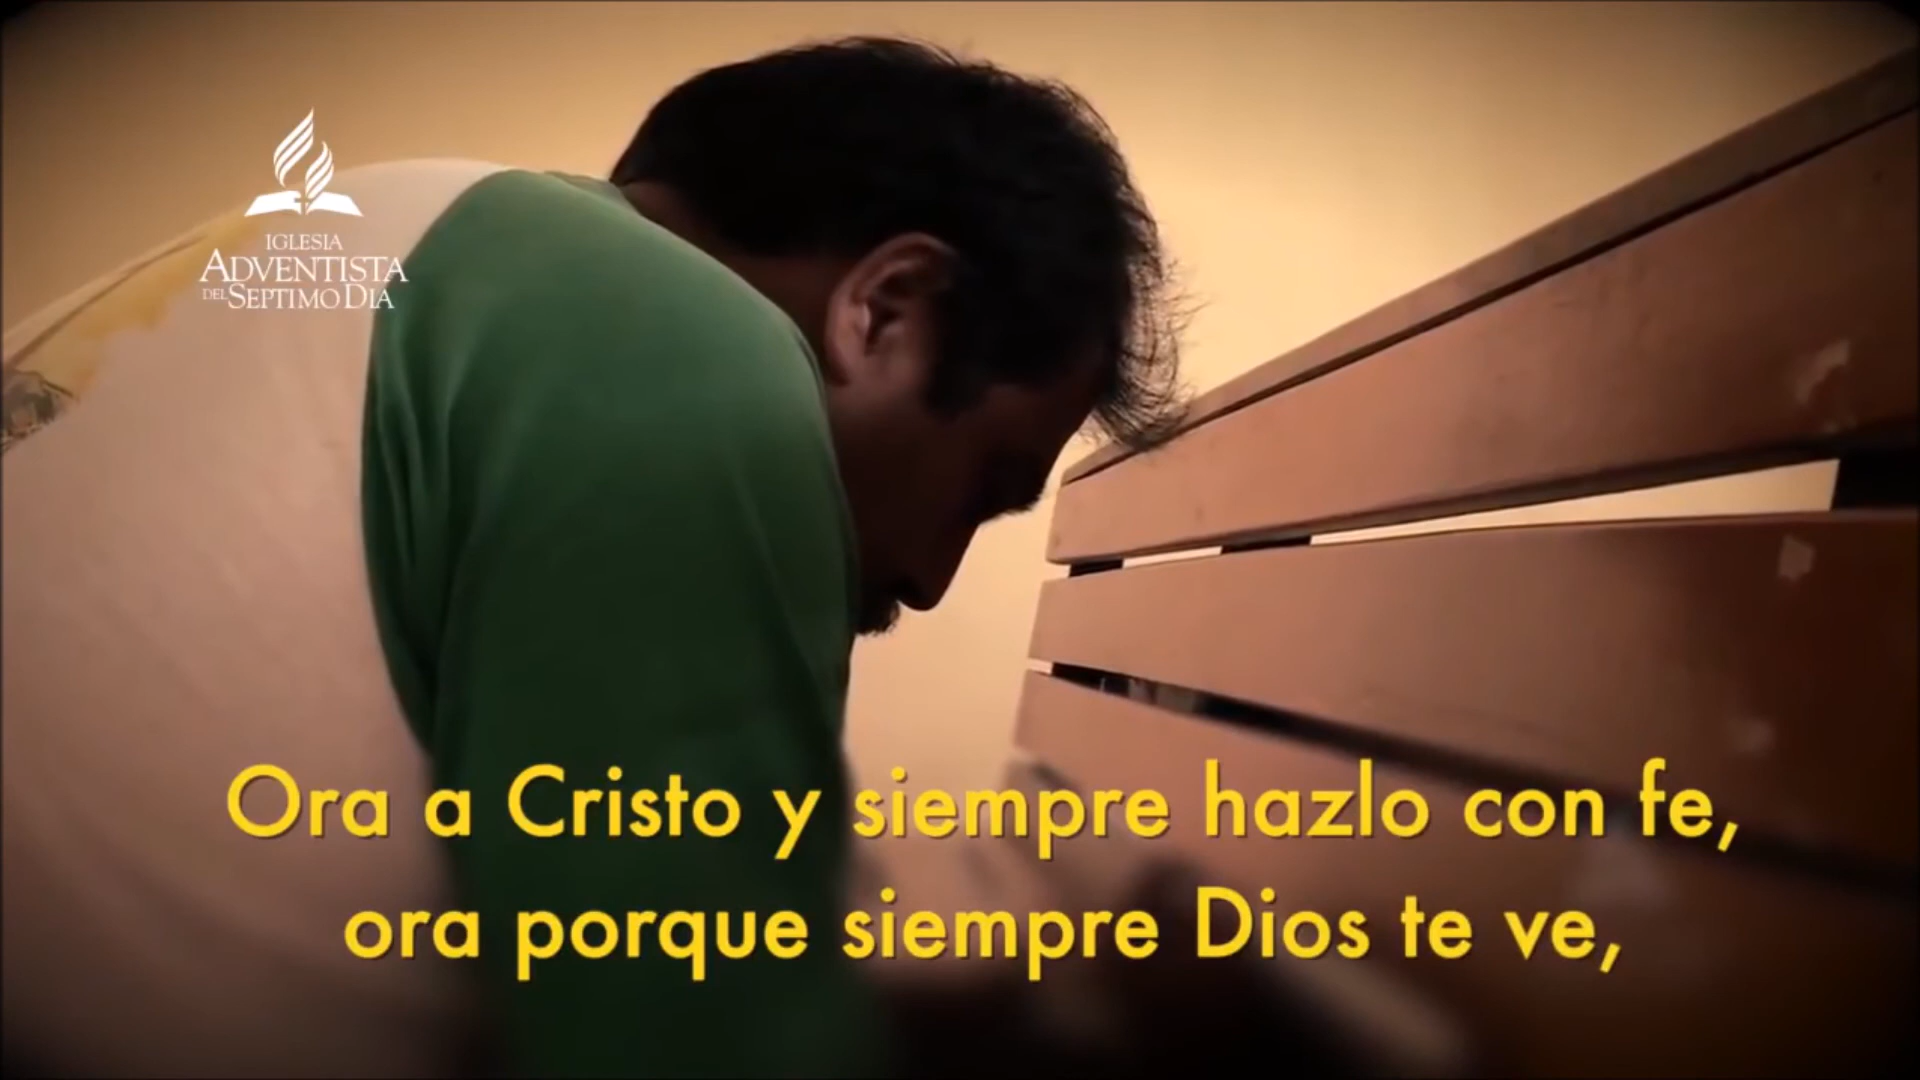 IGLESIA
ADVENTISTA
DEL SEPTIMO DIA
Ora a Cristo y siempre hazlo con fe,
ora porque siempre Dios te ve,